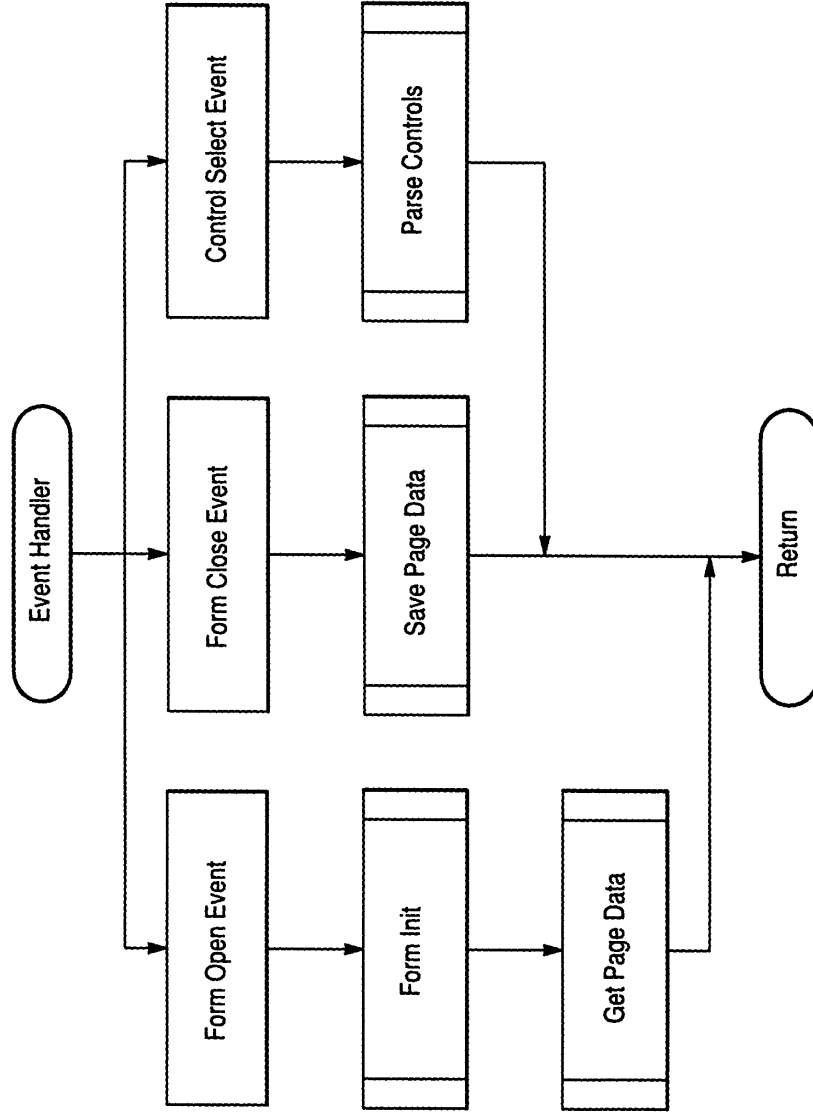 Event Handler
Form Open Event
Form Close Event
Control Select Event
Form Init
Save Page Data
Parse Controls
Get Page Data
Return